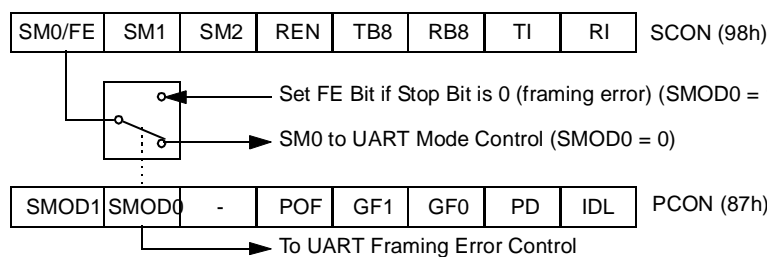 SM0/FE SM1 SM2 REN TB8 RB8 TI RI SCON (98h)
Set FE Bit if Stop Bit is 0 (framing error) (SMOD0 =
SM0 to UART Mode Control (SMOD0 = 0)
SMOD1 SMOD0 - POF GF1 GF0 PD IDL PCON (87h)
To UART Framing Error Control